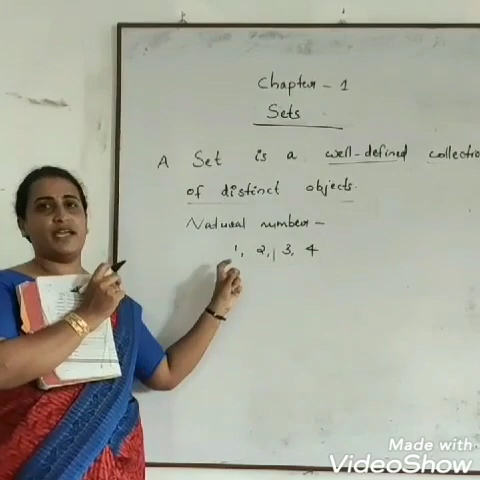 Chapter - 1
Sets
A Set is a well-defined collectio
of distinct objects.
Natural number -
1, 2, 3, 4
Made with
VideoShow